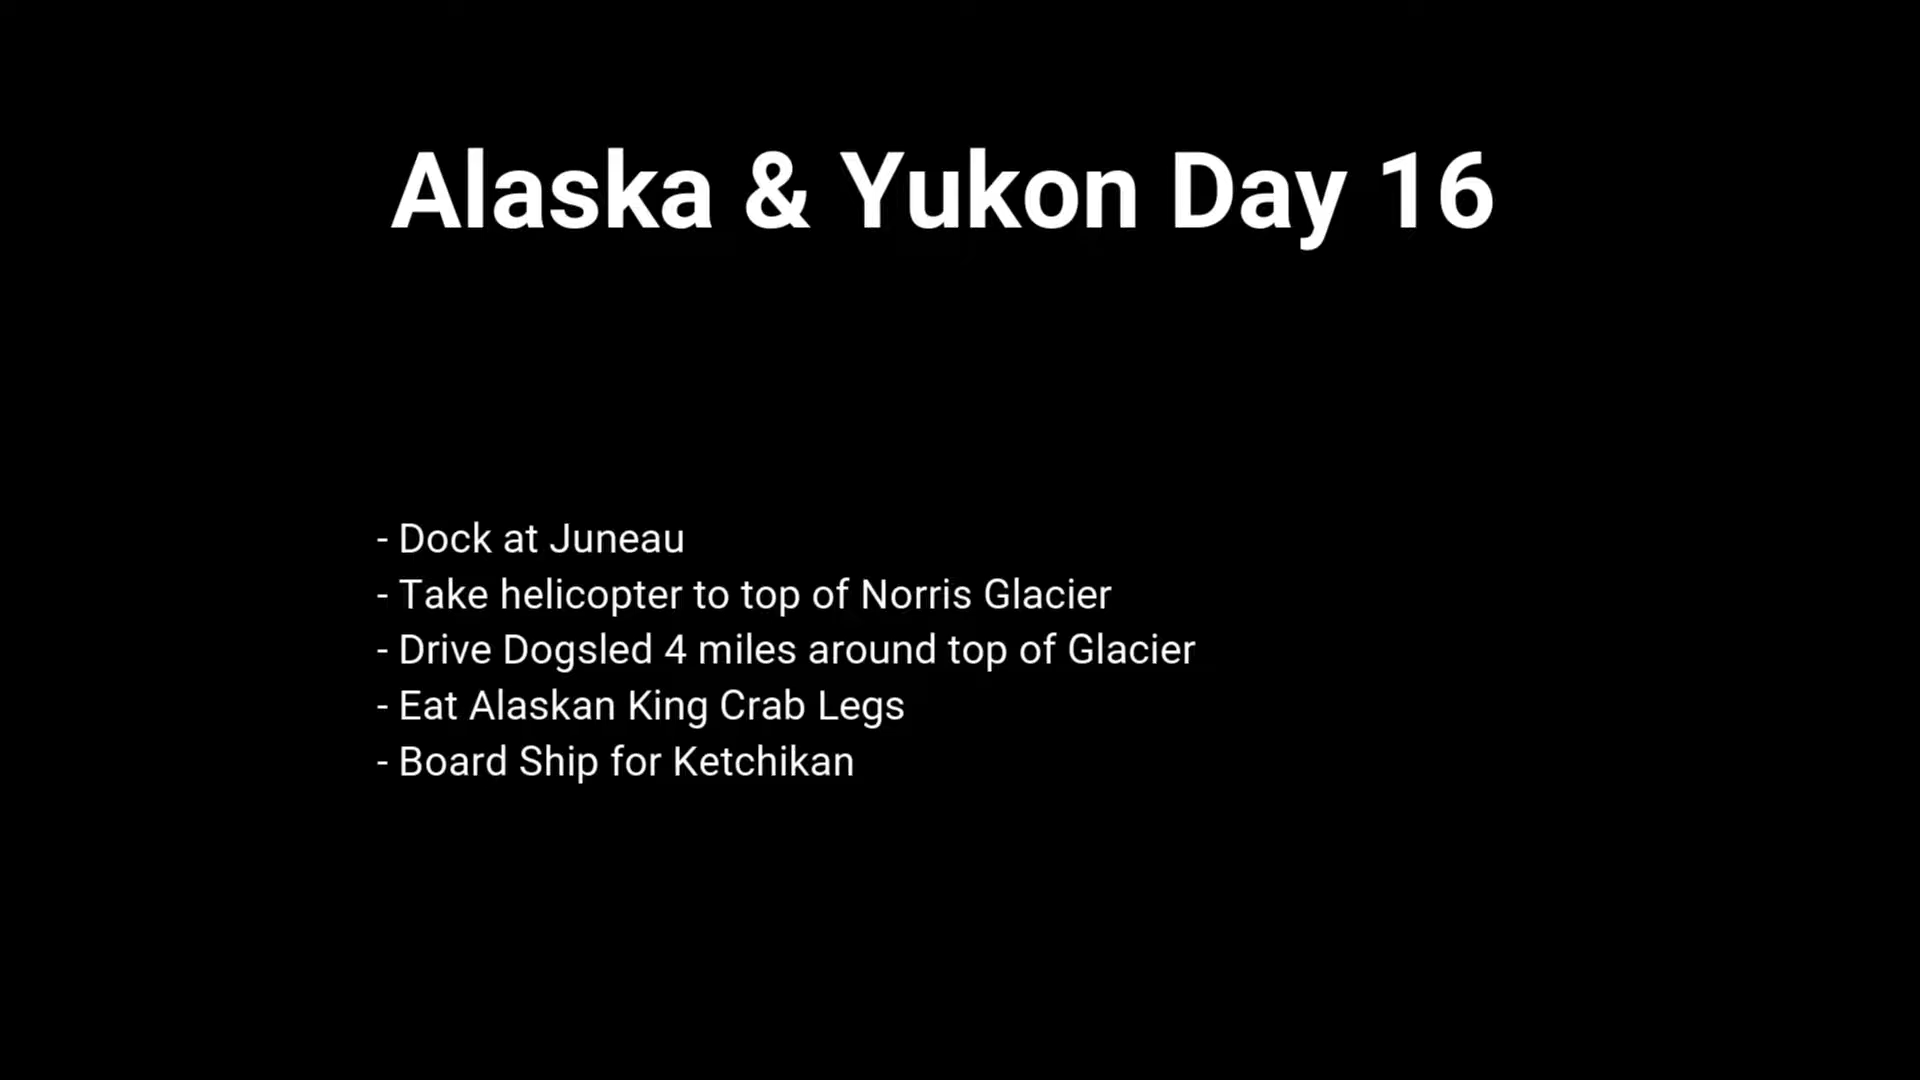 Alaska & Yukon Day 16
- Dock at Juneau
- Take helicopter to top of Norris Glacier
- Drive Dogsled 4 miles around top of Glacier
- Eat Alaskan King Crab Legs
- Board Ship for Ketchikan